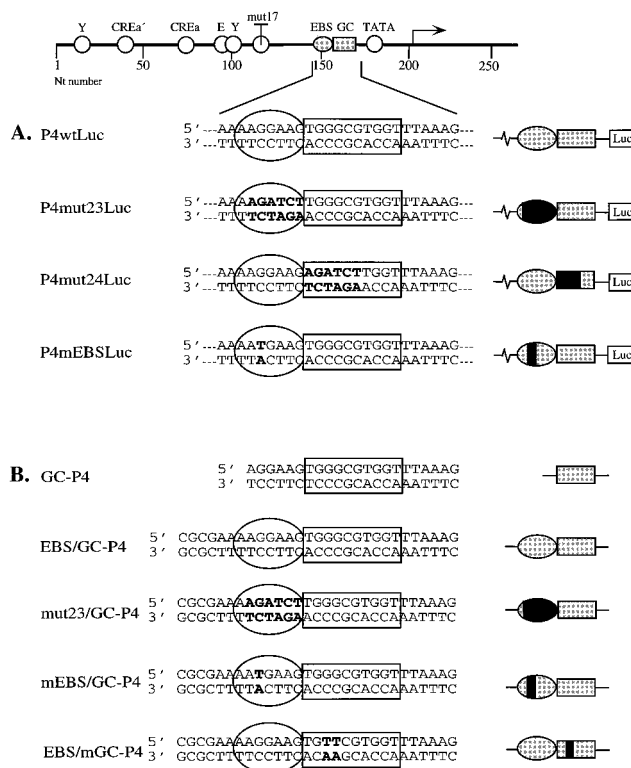 mut17
Y CREa´ CREa E Y EBS GC TATA
1 50 100 150 200 250
Nt number
A.
P4wtLuc
5′ ---AAAAGGAAGTGGGCGTGGTTTAAAG---
3′ ---TTTTCCTTCACCCGCACCAAATTTC---
Luc
P4mut23Luc
5′ ---AAAAGATCTTGGGCGTGGTTTAAAG---
3′ ---TTTTCTAGAACCCGCACCAAATTTC---
Luc
P4mut24Luc
5′ ---AAAAGGAAGAGATCTTGGTTTAAAG---
3′ ---TTTTCCTTCTCTAGAACCAAATTTC---
Luc
P4mEBSLuc
5′ ---AAAATGAAGTGGGCGTGGTTTAAAG---
3′ ---TTTTACTTCACCCGCACCAAATTTC---
Luc
B.
GC-P4
5′ AGGAAGTGGGCGTGGTTTAAAG
3′ TCCTTCTCCCGCACCAAATTTC
EBS/GC-P4
5′ CGCGAAAAGGAAGTGGGCGTGGTTTAAAG
3′ GCGCTTTTCCTTCACCCGCACCAAATTTC
mut23/GC-P4
5′ CGCGAAAAGATCTTGGGCGTGGTTTAAAG
3′ GCGCTTTTCTAGAACCCGCACCAAATTTC
mEBS/GC-P4
5′ CGCGAAAATGAAGTGGGCGTGGTTTAAAG
3′ GCGCTTTTACTTCACCCGCACCAAATTTC
EBS/mGC-P4
5′ CGCGAAAAGGAAGTGTTCGTGGTTTAAAG
3′ GCGCTTTTCCTTCACAAGCACCAAATTTC